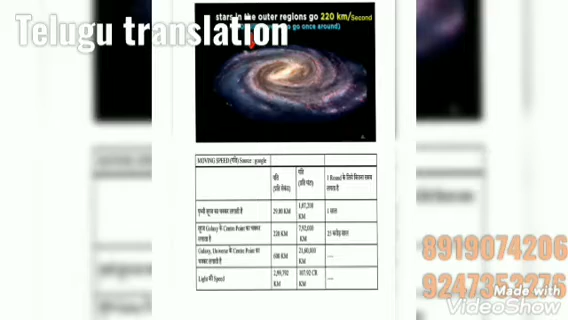 stars in the outer regions go 220 km/Second
go once around)
Telugu translation
MOVING SPEED (गति) Source : google
गति
(प्रति सेकंड)
गति
(प्रति घंटा)
1 Round के लिये कितना समय लगता है
पृथ्वी सूरज का चक्कर लगाती है
29.80 KM
1,07,208
KM
1 साल
सूरज Galaxy के Centre Point का चक्कर
लगाता है
220 KM
7,92,000
KM
25 करोड़ साल
Galaxy, Universe के Centre Point का
चक्कर लगाती है
600 KM
21,60,000
KM
Light की Speed
2,99,792
KM
107.92 CR
KM
8919074206
9247352276
Made with
VideoShow